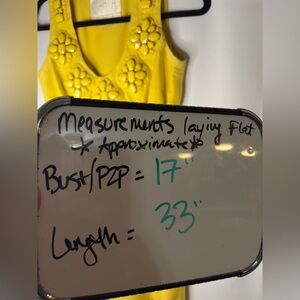 Measurements laying Flat
* Approximate *
Bust/P2P = 17"
Length = 33"